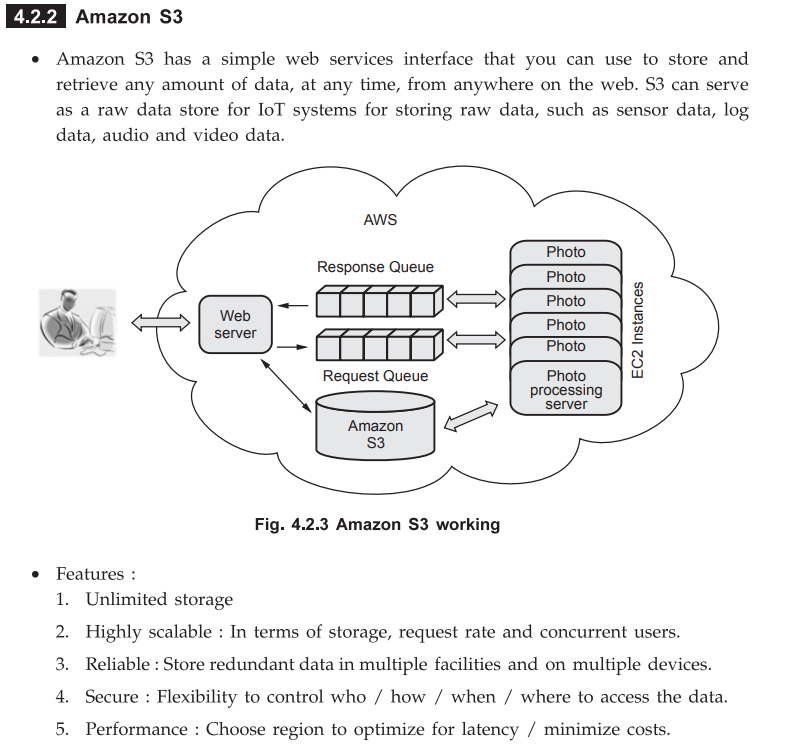 4.2.2 Amazon S3
• Amazon S3 has a simple web services interface that you can use to store and
retrieve any amount of data, at any time, from anywhere on the web. S3 can serve
as a raw data store for IoT systems for storing raw data, such as sensor data, log
data, audio and video data.
AWS
Response Queue
Web
server
Request Queue
Amazon
S3
Photo
Photo
Photo
Photo
Photo
Photo
processing
server
EC2 Instances
Fig. 4.2.3 Amazon S3 working
• Features :
1. Unlimited storage
2. Highly scalable : In terms of storage, request rate and concurrent users.
3. Reliable : Store redundant data in multiple facilities and on multiple devices.
4. Secure : Flexibility to control who / how / when / where to access the data.
5. Performance : Choose region to optimize for latency / minimize costs.